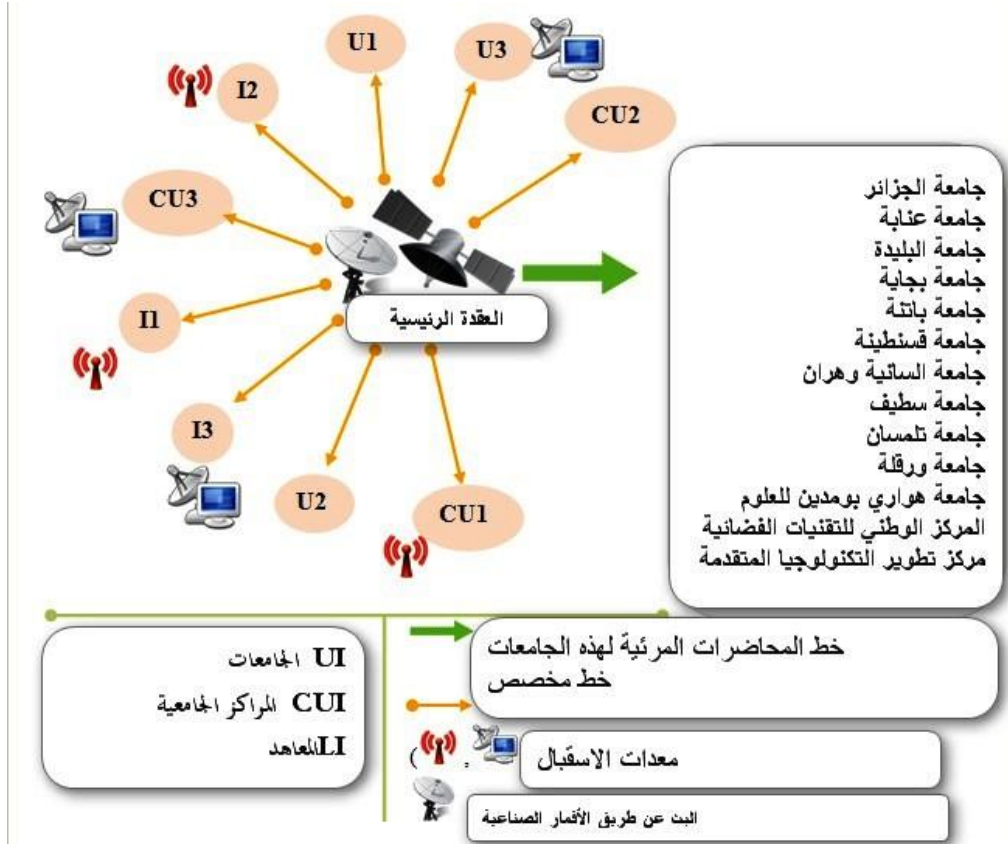 U1
U3
I2
CU2
CU3
العقدة الرئيسية
I1
I3
U2
CU1
جامعة الجزائر
جامعة عنابة
جامعة البليدة
جامعة بجاية
جامعة باتنة
جامعة قسنطينة
جامعة السانية وهران
جامعة سطيف
جامعة تلمسان
جامعة ورقلة
جامعة هواري بومدين للعلوم
المركز الوطني للتقنيات الفضائية
مركز تطوير التكنولوجيا المتقدمة
UI الجامعات
CUI المراكز الجامعية
LIالمعاهد
خط المحاضرات المرئية لهذه الجامعات
خط مخصص
معدات الاسقبال
البث عن طريق الأقمار الصناعية